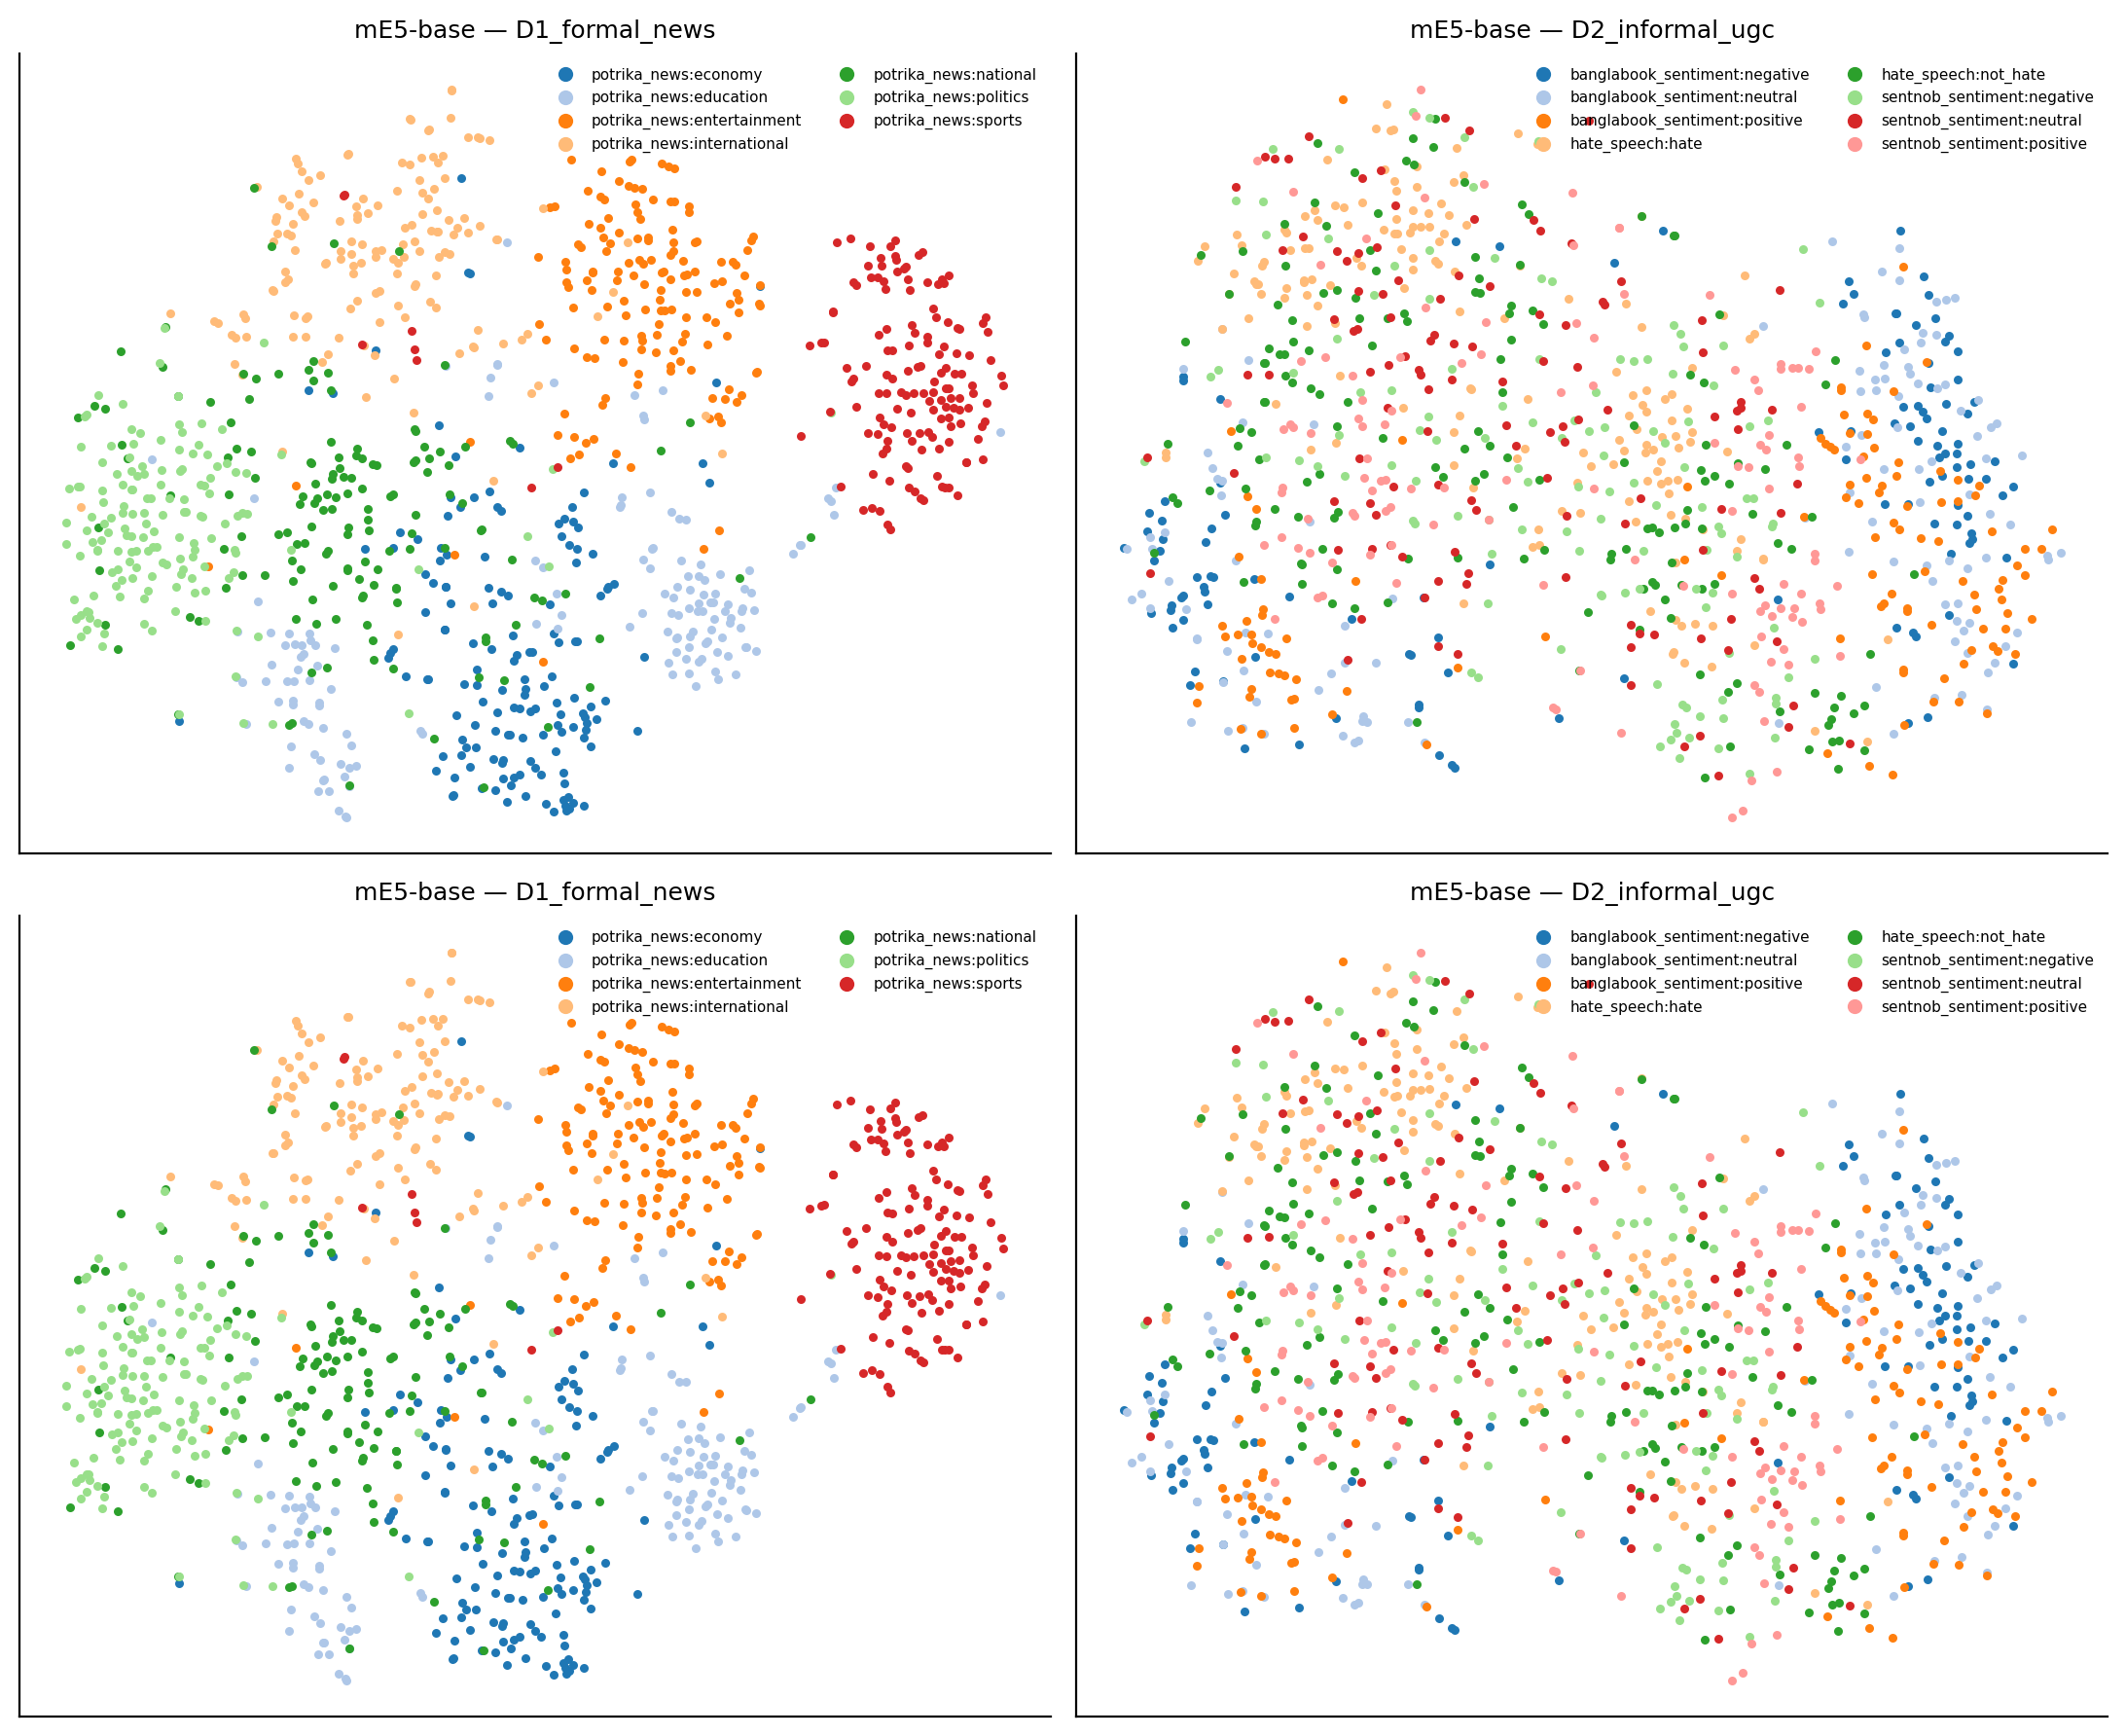 mE5-base — D1_formal_news
potrika_news:economy
potrika_news:education
potrika_news:entertainment
potrika_news:international
potrika_news:national
potrika_news:politics
potrika_news:sports
mE5-base — D2_informal_ugc
banglabook_sentiment:negative
banglabook_sentiment:neutral
banglabook_sentiment:positive
hate_speech:hate
hate_speech:not_hate
sentnob_sentiment:negative
sentnob_sentiment:neutral
sentnob_sentiment:positive
mE5-base — D1_formal_news
potrika_news:economy
potrika_news:education
potrika_news:entertainment
potrika_news:international
potrika_news:national
potrika_news:politics
potrika_news:sports
mE5-base — D2_informal_ugc
banglabook_sentiment:negative
banglabook_sentiment:neutral
banglabook_sentiment:positive
hate_speech:hate
hate_speech:not_hate
sentnob_sentiment:negative
sentnob_sentiment:neutral
sentnob_sentiment:positive